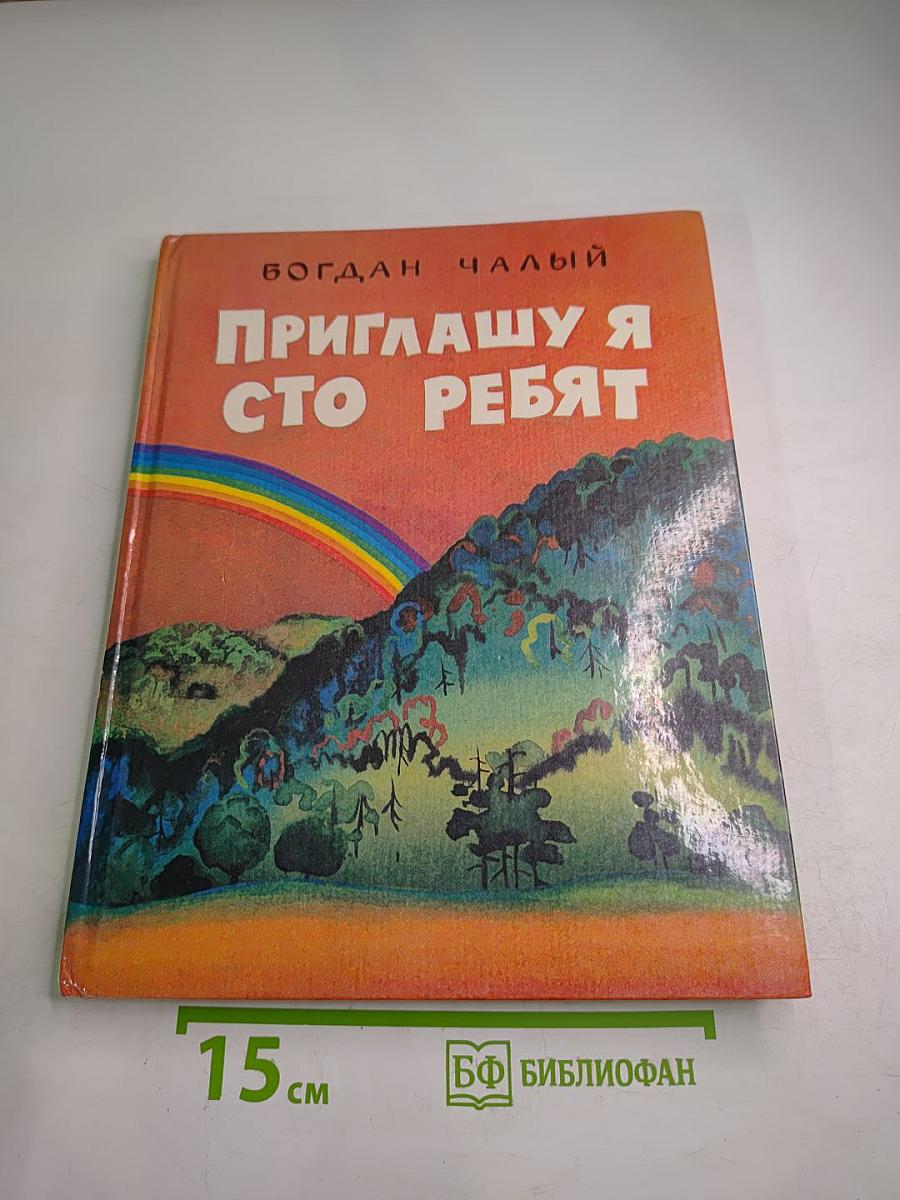 БОГДАН ЧАЛЫЙ
ПРИГЛАШУ Я
СТО РЕБЯТ
15 см
БФ БИБЛИОФАН